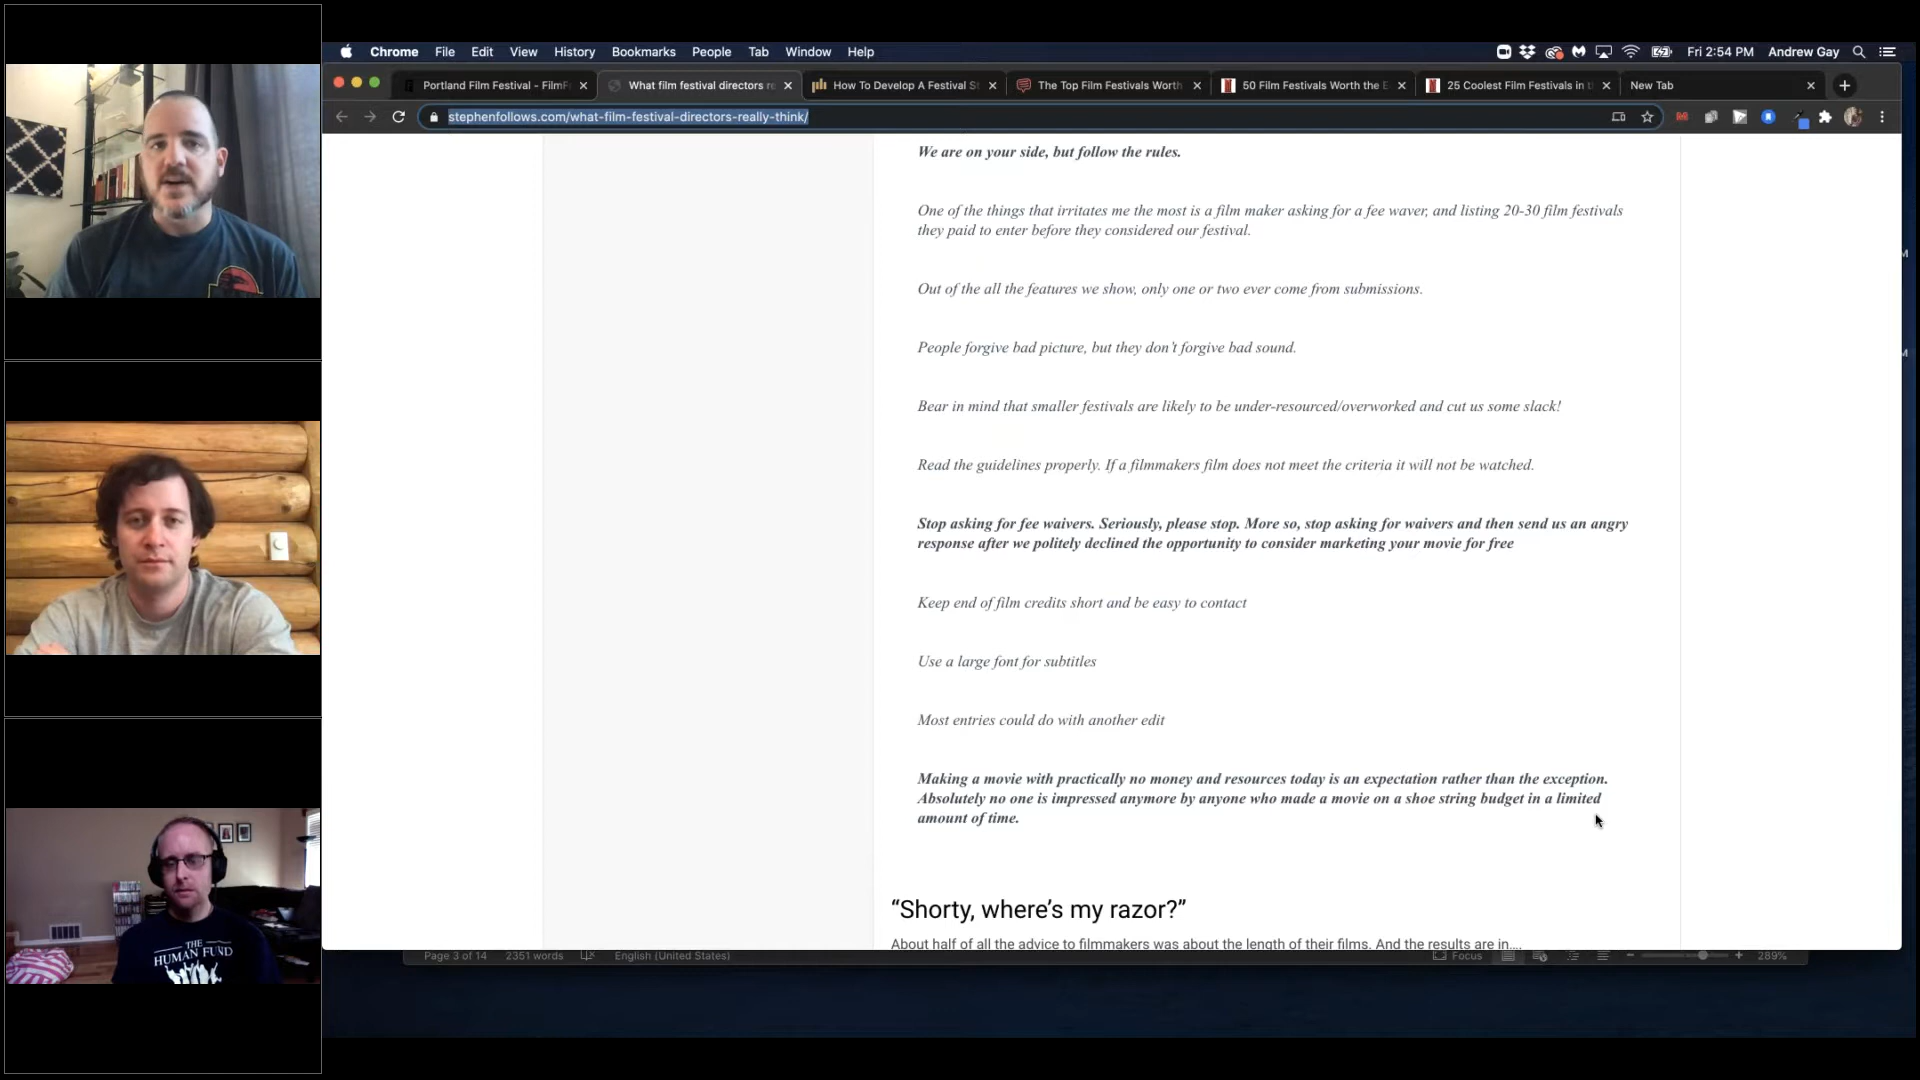 Chrome File Edit View History Bookmarks People Tab Window Help
Fri 2:54 PM Andrew Gay
Portland Film Festival - FilmF
What film festival directors re
How To Develop A Festival St
The Top Film Festivals Worth
50 Film Festivals Worth the E
25 Coolest Film Festivals in t
New Tab
stephenfollows.com/what-film-festival-directors-really-think/
We are on your side, but follow the rules.
One of the things that irritates me the most is a film maker asking for a fee waver, and listing 20-30 film festivals
they paid to enter before they considered our festival.
Out of the all the features we show, only one or two ever come from submissions.
People forgive bad picture, but they don't forgive bad sound.
Bear in mind that smaller festivals are likely to be under-resourced/overworked and cut us some slack!
Read the guidelines properly. If a filmmakers film does not meet the criteria it will not be watched.
Stop asking for fee waivers. Seriously, please stop. More so, stop asking for waivers and then send us an angry
response after we politely declined the opportunity to consider marketing your movie for free
Keep end of film credits short and be easy to contact
Use a large font for subtitles
Most entries could do with another edit
Making a movie with practically no money and resources today is an expectation rather than the exception.
Absolutely no one is impressed anymore by anyone who made a movie on a shoe string budget in a limited
amount of time.
“Shorty, where’s my razor?”
About half of all the advice to filmmakers was about the length of their films. And the results are in....
Page 3 of 14 2351 words English (United States) Focus 289%
THE
HUMAN FUND